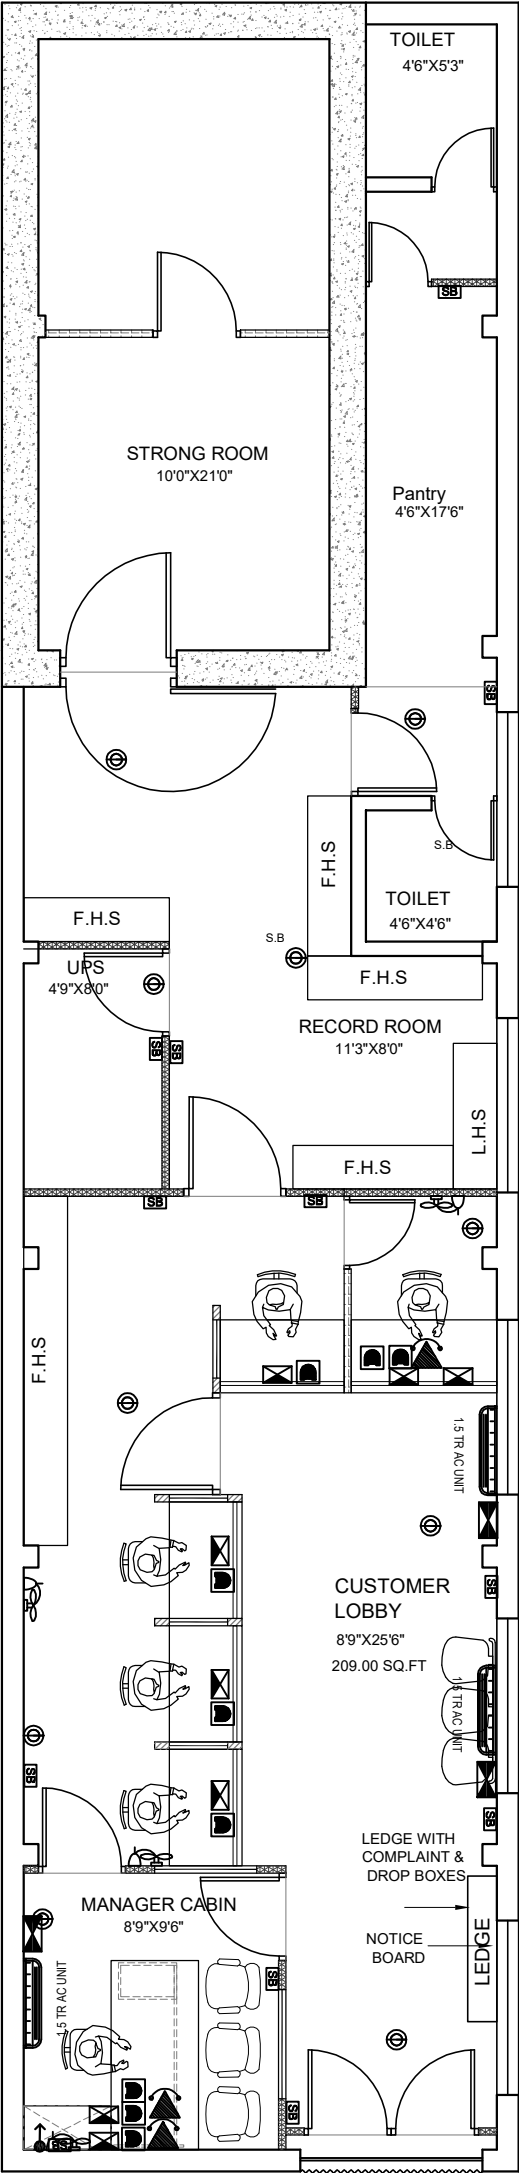 TOILET
4'6"X5'3"
SB
STRONG ROOM
10'0"X21'0"
Pantry
4'6"X17'6"
SB
S.B
F.H.S
TOILET
4'6"X4'6"
F.H.S
S.B
UPS
4'9"X8'0"
F.H.S
RECORD ROOM
11'3"X8'0"
SB
SB
L.H.S
F.H.S
SB
SB
F.H.S
1.5 TR AC UNIT
CUSTOMER
LOBBY
8'9"X25'6"
209.00 SQ.FT
SB
1.5 TR AC UNIT
SB
SB
LEDGE WITH
COMPLAINT &
DROP BOXES
MANAGER CABIN
8'9"X9'6"
NOTICE
BOARD
LEDGE
SB
1.5 TR AC UNIT
SB
SB